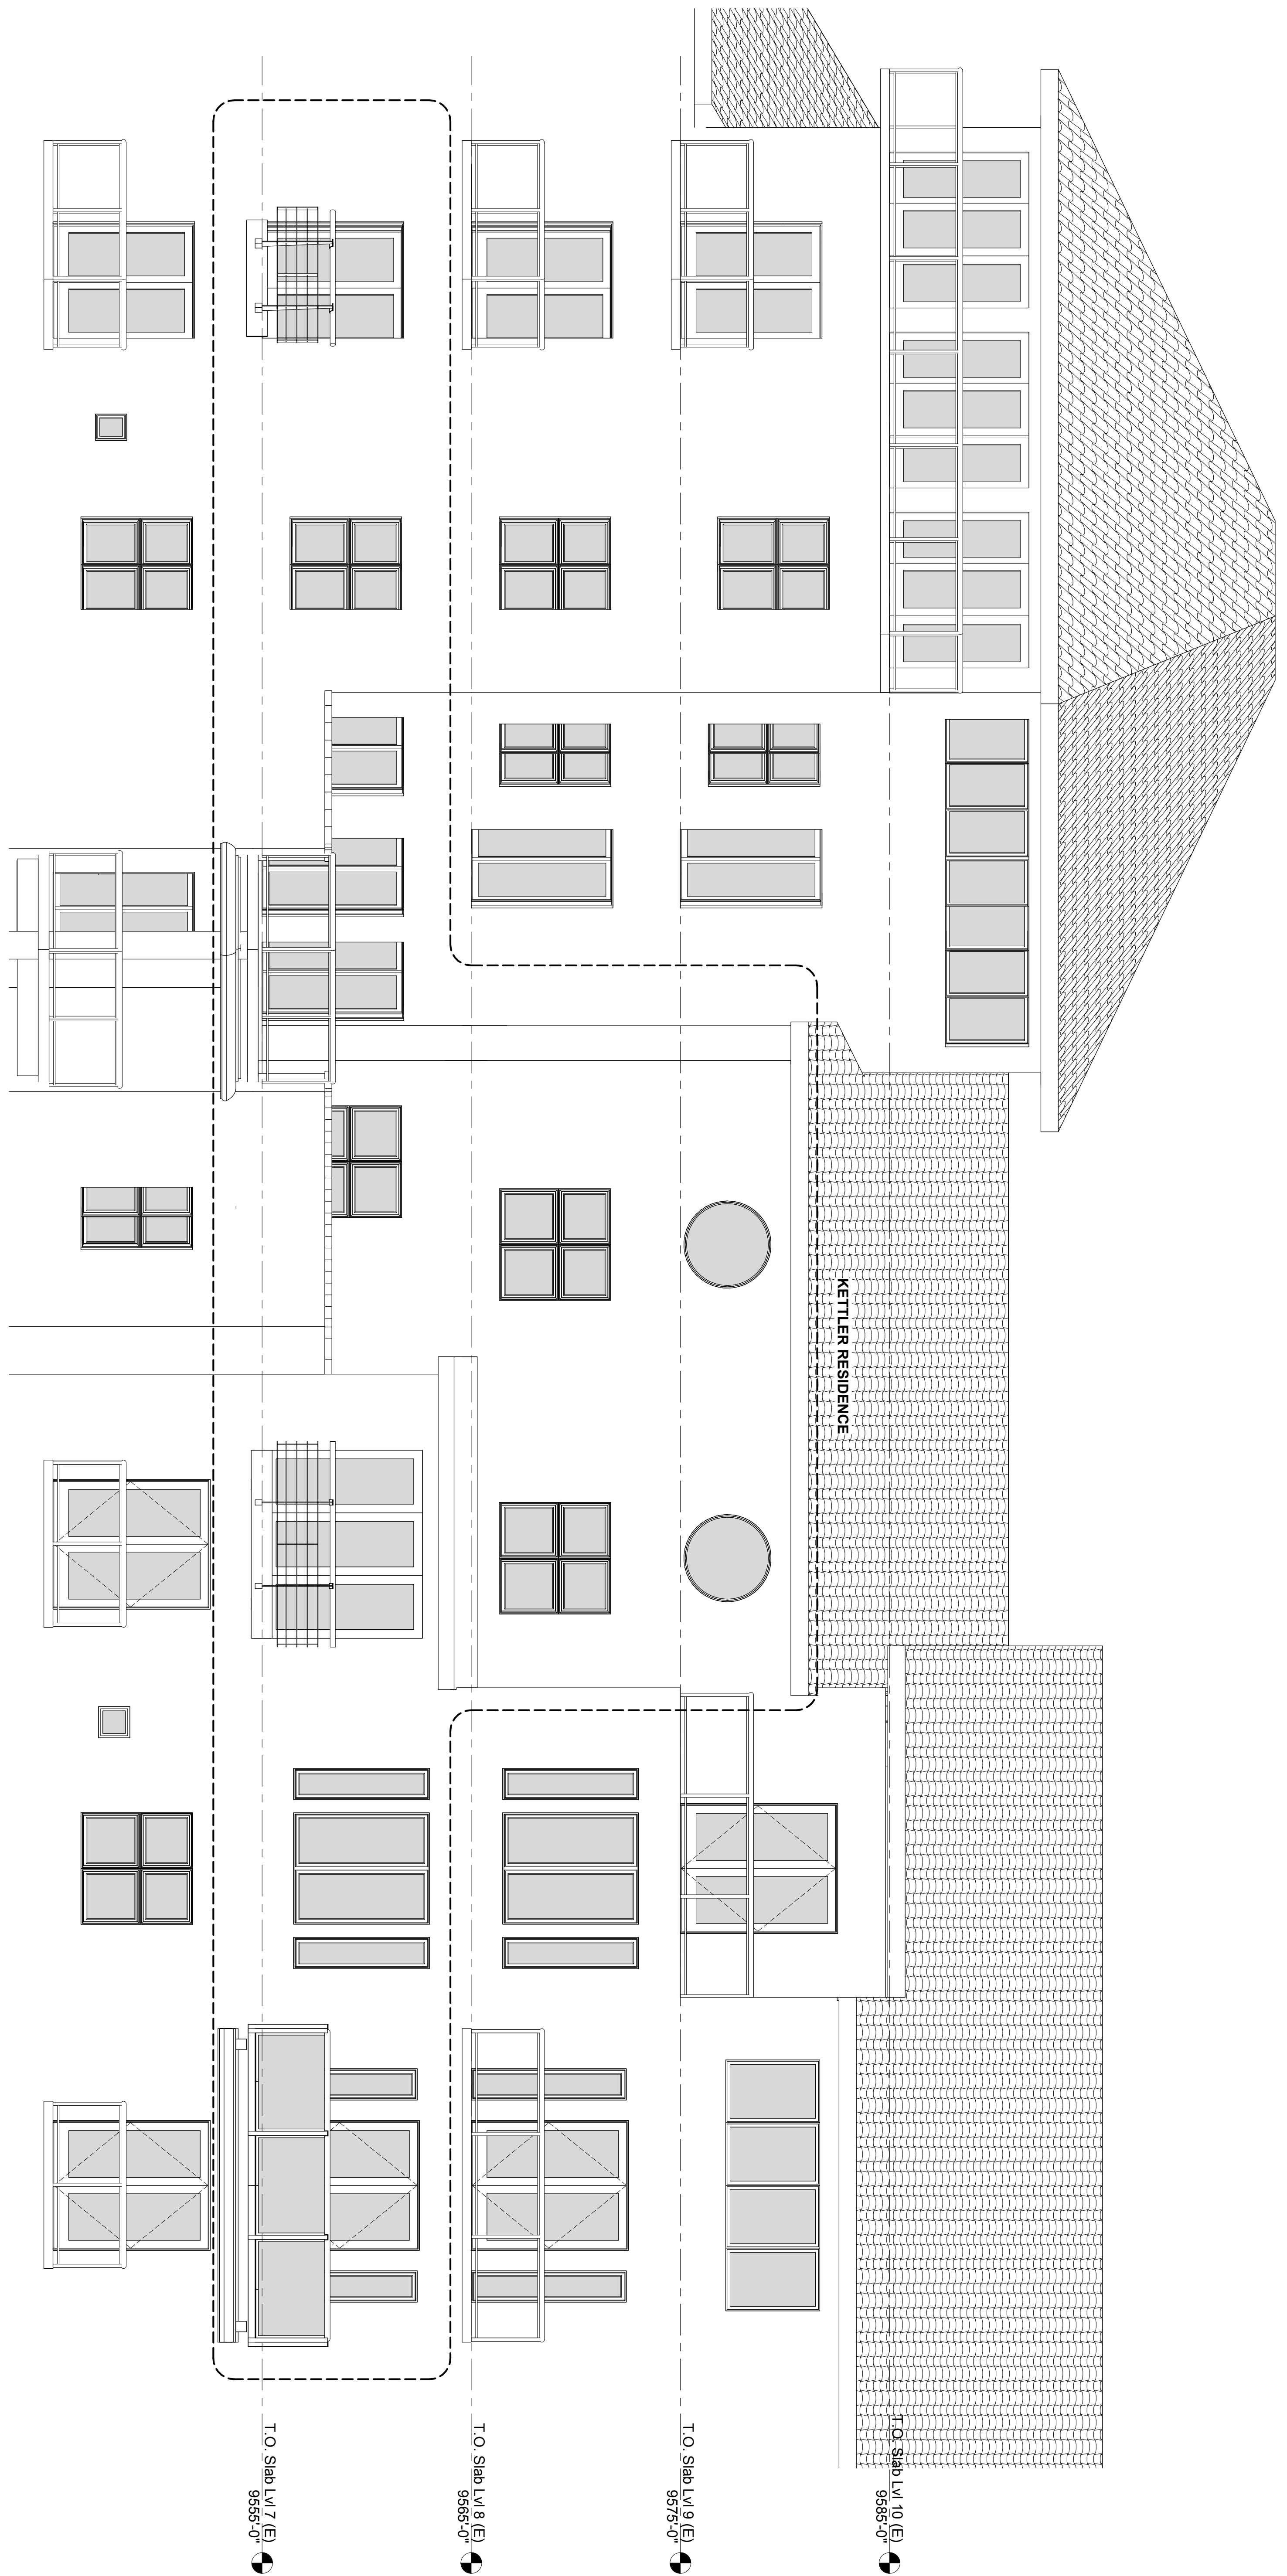 KETTLER RESIDENCE
T.O. Slab Lvl 10 (E)
9585'-0"
T.O. Slab Lvl 9 (E)
9575'-0"
T.O. Slab Lvl 8 (E)
9565'-0"
T.O. Slab Lvl 7 (E)
9555'-0"